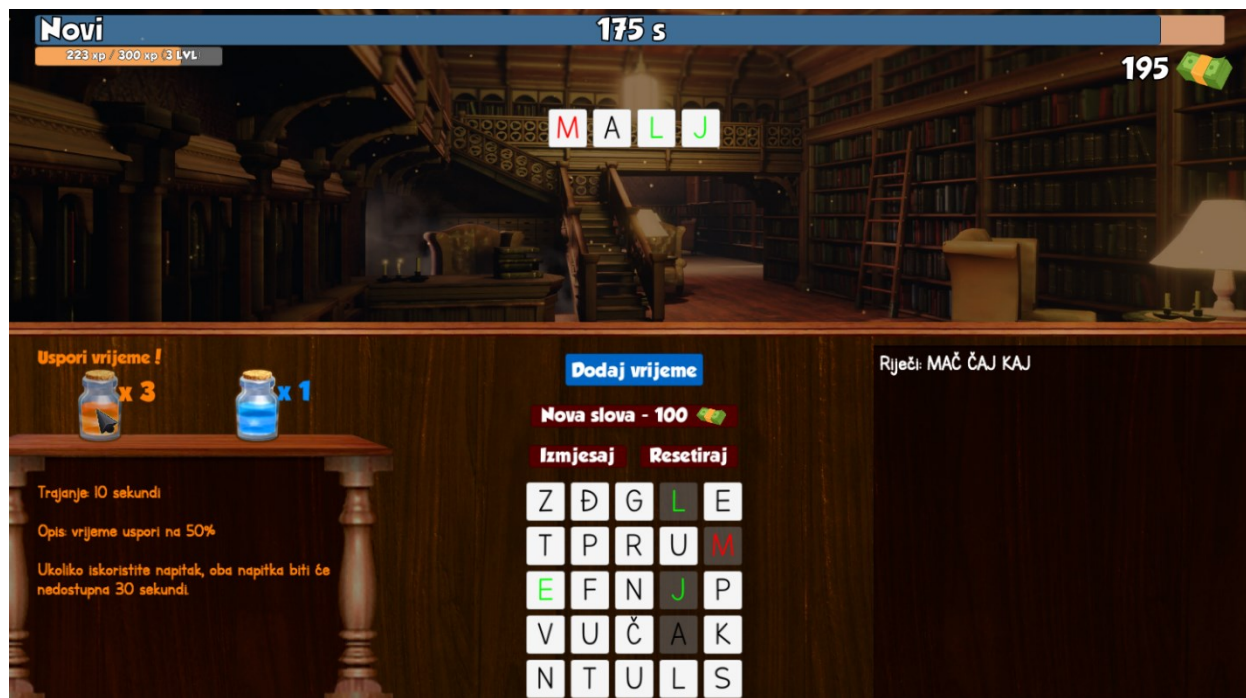 Novi
175 s
223 xp / 300 xp (3 LVL)
195
M A L J
Uspori vrijeme !
x 3
x 1
Trajanje: 10 sekundi
Opis: vrijeme uspori na 50%
Ukoliko iskoristite napitak, oba napitka biti će
nedostupna 30 sekundi.
Dodaj vrijeme
Nova slova - 100
Izmjesaj Resetiraj
Z Đ G L E
T P R U M
E F N J P
V U Č A K
N T U L S
Riječi: MAČ ČAJ KAJ